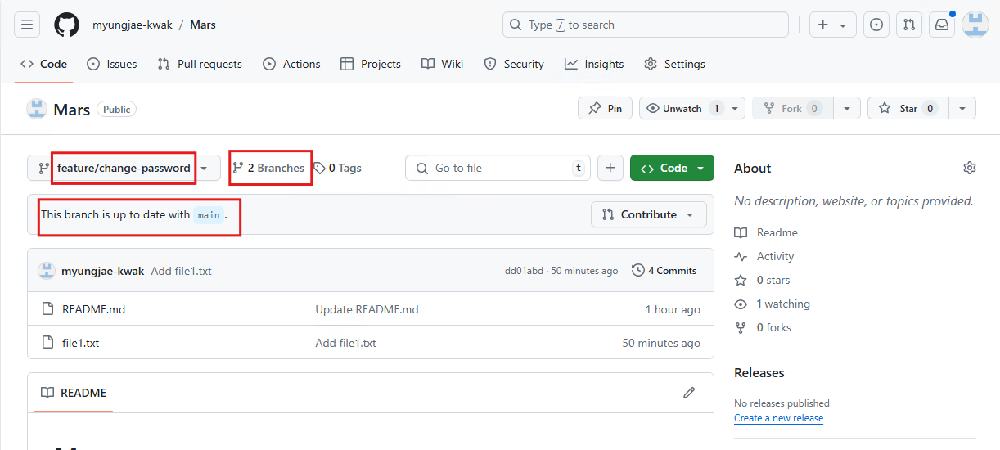 myungjae-kwak / Mars
Type / to search
Code Issues Pull requests Actions Projects Wiki Security Insights Settings
Mars Public
Pin Unwatch 1 Fork 0 Star 0
feature/change-password 2 Branches 0 Tags Go to file t + Code
This branch is up to date with main .
Contribute
myungjae-kwak Add file1.txt dd01abd · 50 minutes ago 4 Commits
README.md Update README.md 1 hour ago
file1.txt Add file1.txt 50 minutes ago
README
About
No description, website, or topics provided.
Readme
Activity
0 stars
1 watching
0 forks
Releases
No releases published
Create a new release